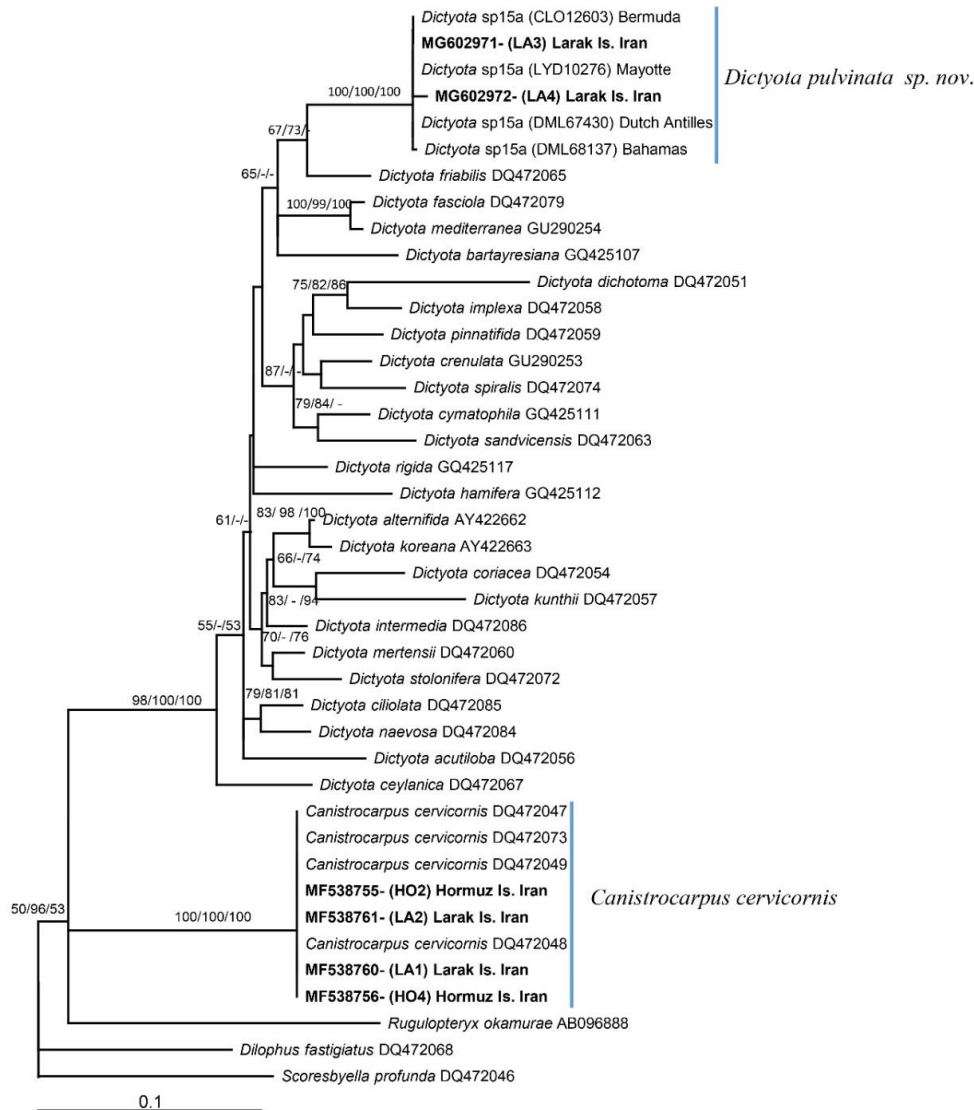 Dictyota sp15a (CLO12603) Bermuda
MG602971- (LA3) Larak Is. Iran
Dictyota sp15a (LYD10276) Mayotte
Dictyota pulvinata sp. nov.
100/100/100
MG602972- (LA4) Larak Is. Iran
Dictyota sp15a (DML67430) Dutch Antilles
67/73/-
Dictyota sp15a (DML68137) Bahamas
65/-/-
Dictyota friabilis DQ472065
100/99/100
Dictyota fasciola DQ472079
Dictyota mediterranea GU290254
Dictyota bartayresiana GQ425107
75/82/86
Dictyota dichotoma DQ472051
Dictyota implexa DQ472058
Dictyota pinnatifida DQ472059
87/-/-
Dictyota crenulata GU290253
Dictyota spiralis DQ472074
79/84/ -
Dictyota cymatophila GQ425111
Dictyota sandvicensis DQ472063
Dictyota rigida GQ425117
Dictyota hamifera GQ425112
61/-/-
83/ 98 /100
Dictyota alternifida AY422662
Dictyota koreana AY422663
66/-/74
Dictyota coriacea DQ472054
83/ - /94
Dictyota kunthii DQ472057
55/-/53
Dictyota intermedia DQ472086
70/- /76
Dictyota mertensii DQ472060
Dictyota stolonifera DQ472072
79/81/81
98/100/100
Dictyota ciliolata DQ472085
Dictyota naevosa DQ472084
Dictyota acutiloba DQ472056
Dictyota ceylanica DQ472067
Canistrocarpus cervicornis DQ472047
Canistrocarpus cervicornis DQ472073
Canistrocarpus cervicornis DQ472049
MF538755- (HO2) Hormuz Is. Iran
Canistrocarpus cervicornis
50/96/53
100/100/100
MF538761- (LA2) Larak Is. Iran
Canistrocarpus cervicornis DQ472048
MF538760- (LA1) Larak Is. Iran
MF538756- (HO4) Hormuz Is. Iran
Rugulopteryx okamurae AB096888
Dilophus fastigiatus DQ472068
Scoresbyella profunda DQ472046
0.1